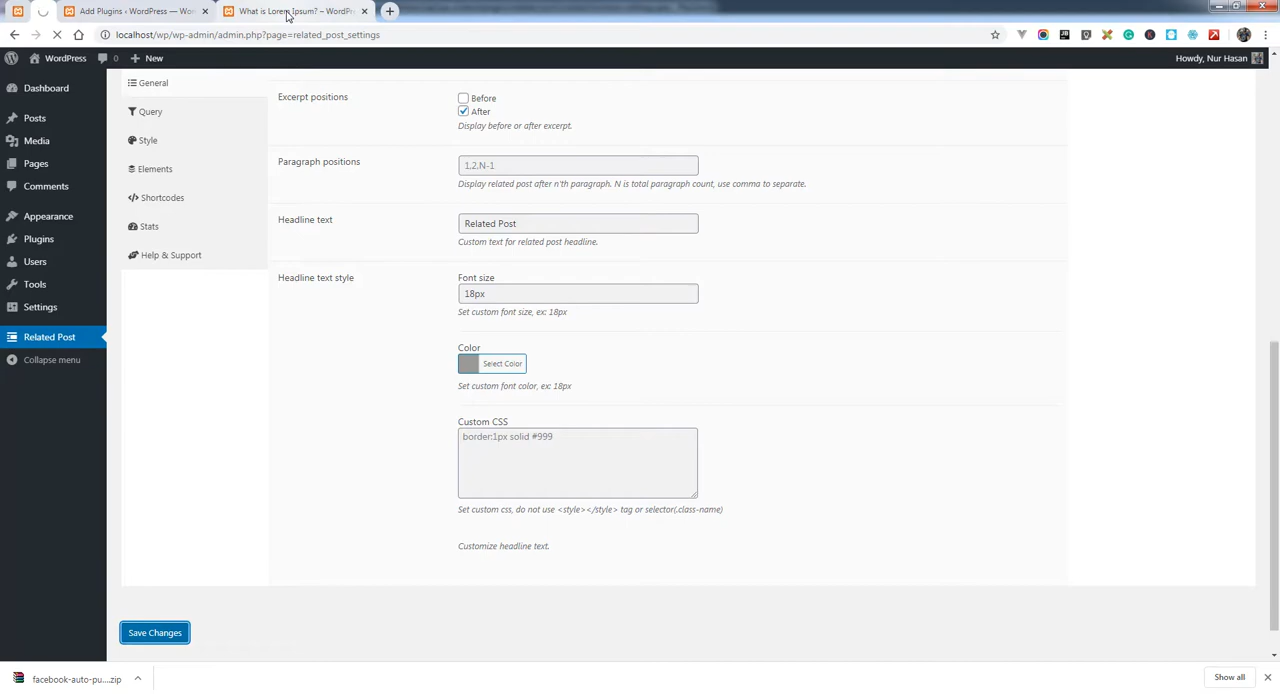 Add Plugins ‹ WordPress — Wor
What is Lorem Ipsum? – WordPr
localhost/wp/wp-admin/admin.php?page=related_post_settings
WordPress
0
New
Howdy, Nur Hasan
Dashboard
Posts
Media
Pages
Comments
Appearance
Plugins
Users
Tools
Settings
Related Post
Collapse menu
General
Query
Style
Elements
Shortcodes
Stats
Help & Support
Excerpt positions
Before
After
Display before or after excerpt.
Paragraph positions
1,2,N-1
Display related post after n'th paragraph. N is total paragraph count, use comma to separate.
Headline text
Related Post
Custom text for related post headline.
Headline text style
Font size
18px
Set custom font size, ex: 18px
Color
Select Color
Set custom font color, ex: 18px
Custom CSS
border:1px solid #999
Set custom css, do not use <style></style> tag or selector(.class-name)
Customize headline text.
Save Changes
facebook-auto-pu....zip
Show all